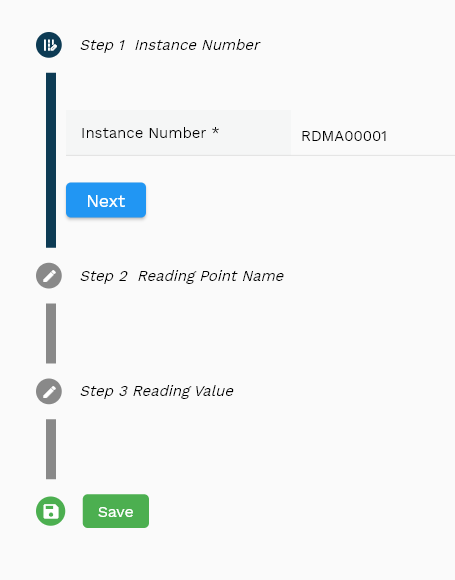 Step 1  Instance Number
Instance Number * RDMA00001
Next
Step 2  Reading Point Name
Step 3 Reading Value
Save